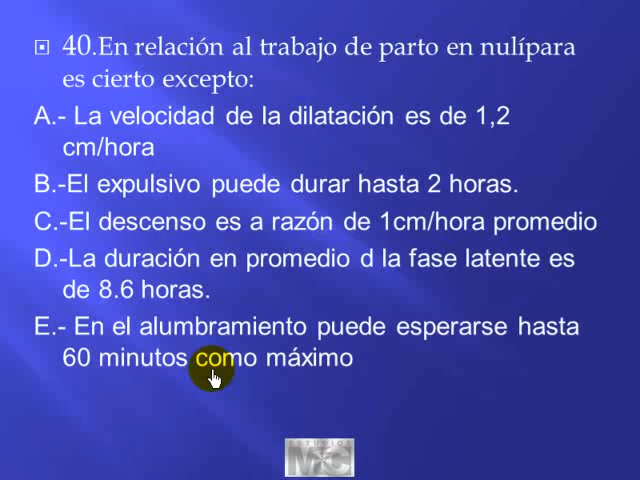 40.En relación al trabajo de parto en nulípara
es cierto excepto:
A.- La velocidad de la dilatación es de 1,2
cm/hora
B.-El expulsivo puede durar hasta 2 horas.
C.-El descenso es a razón de 1cm/hora promedio
D.-La duración en promedio d la fase latente es
de 8.6 horas.
E.- En el alumbramiento puede esperarse hasta
60 minutos como máximo
ESTUDIOS
MC